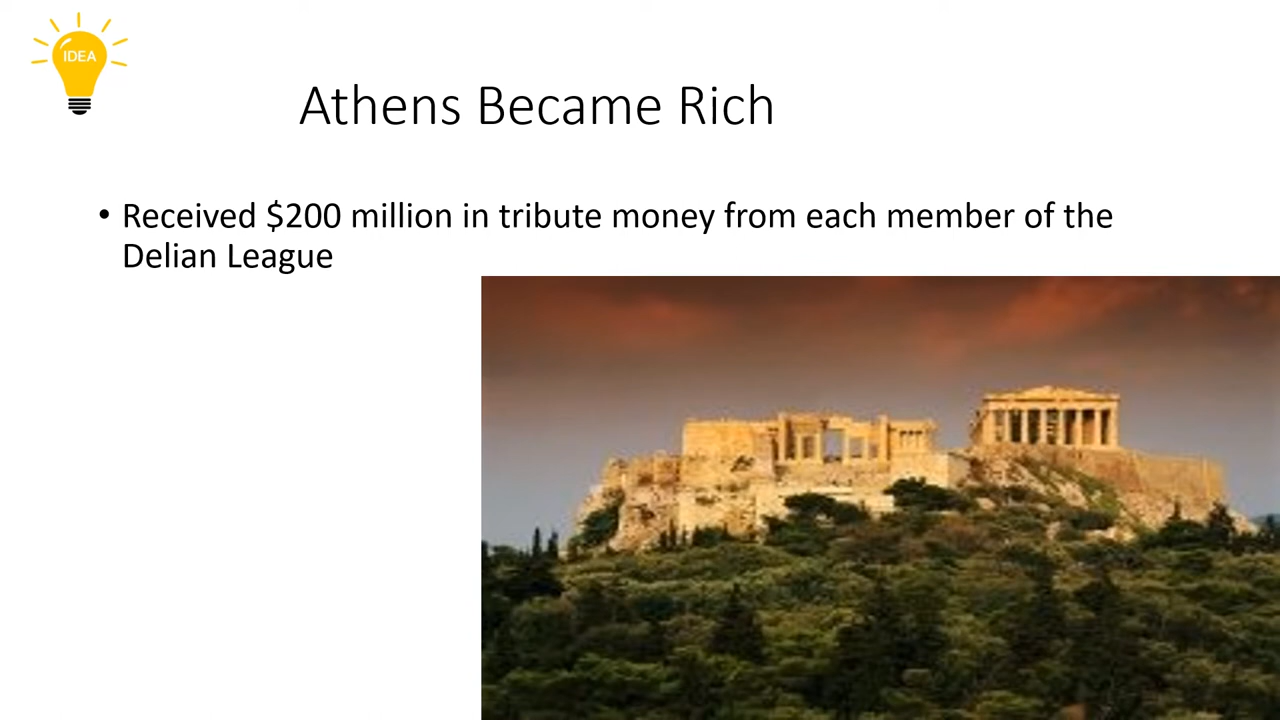 IDEA
Athens Became Rich
• Received $200 million in tribute money from each member of the
Delian League